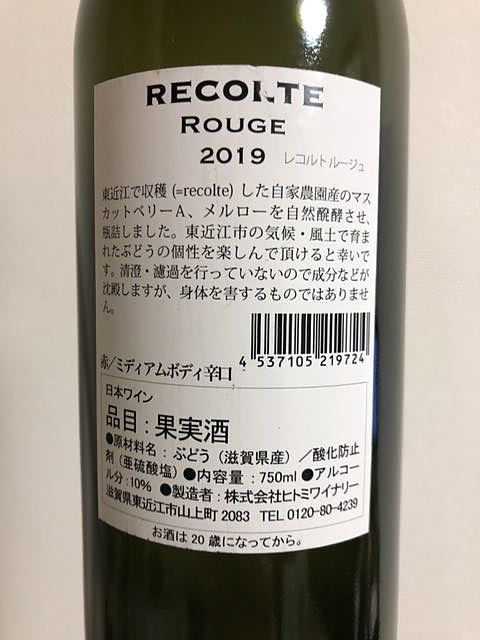 RECOLTE
ROUGE
2019 レコルトルージュ
東近江で収穫 (=recolte) した自家農園産のマス
カットベリーA、メルローを自然醗酵させ、
瓶詰しました。東近江市の気候・風土で育ま
れたぶどうの個性を楽しんで頂けると幸いで
す。清澄・濾過を行っていないので成分などが
沈殿しますが、身体を害するものではありませ
ん。
4 537105 219724
赤/ミディアムボディ辛口
日本ワイン
品目:果実酒
●原材料名:ぶどう(滋賀県産)/酸化防止
剤(亜硫酸塩)●内容量:750ml●アルコー
ル分:10% ●製造者:株式会社ヒトミワイナリー
滋賀県東近江市山上町2083 TEL 0120-80-4239
お酒は20歳になってから。